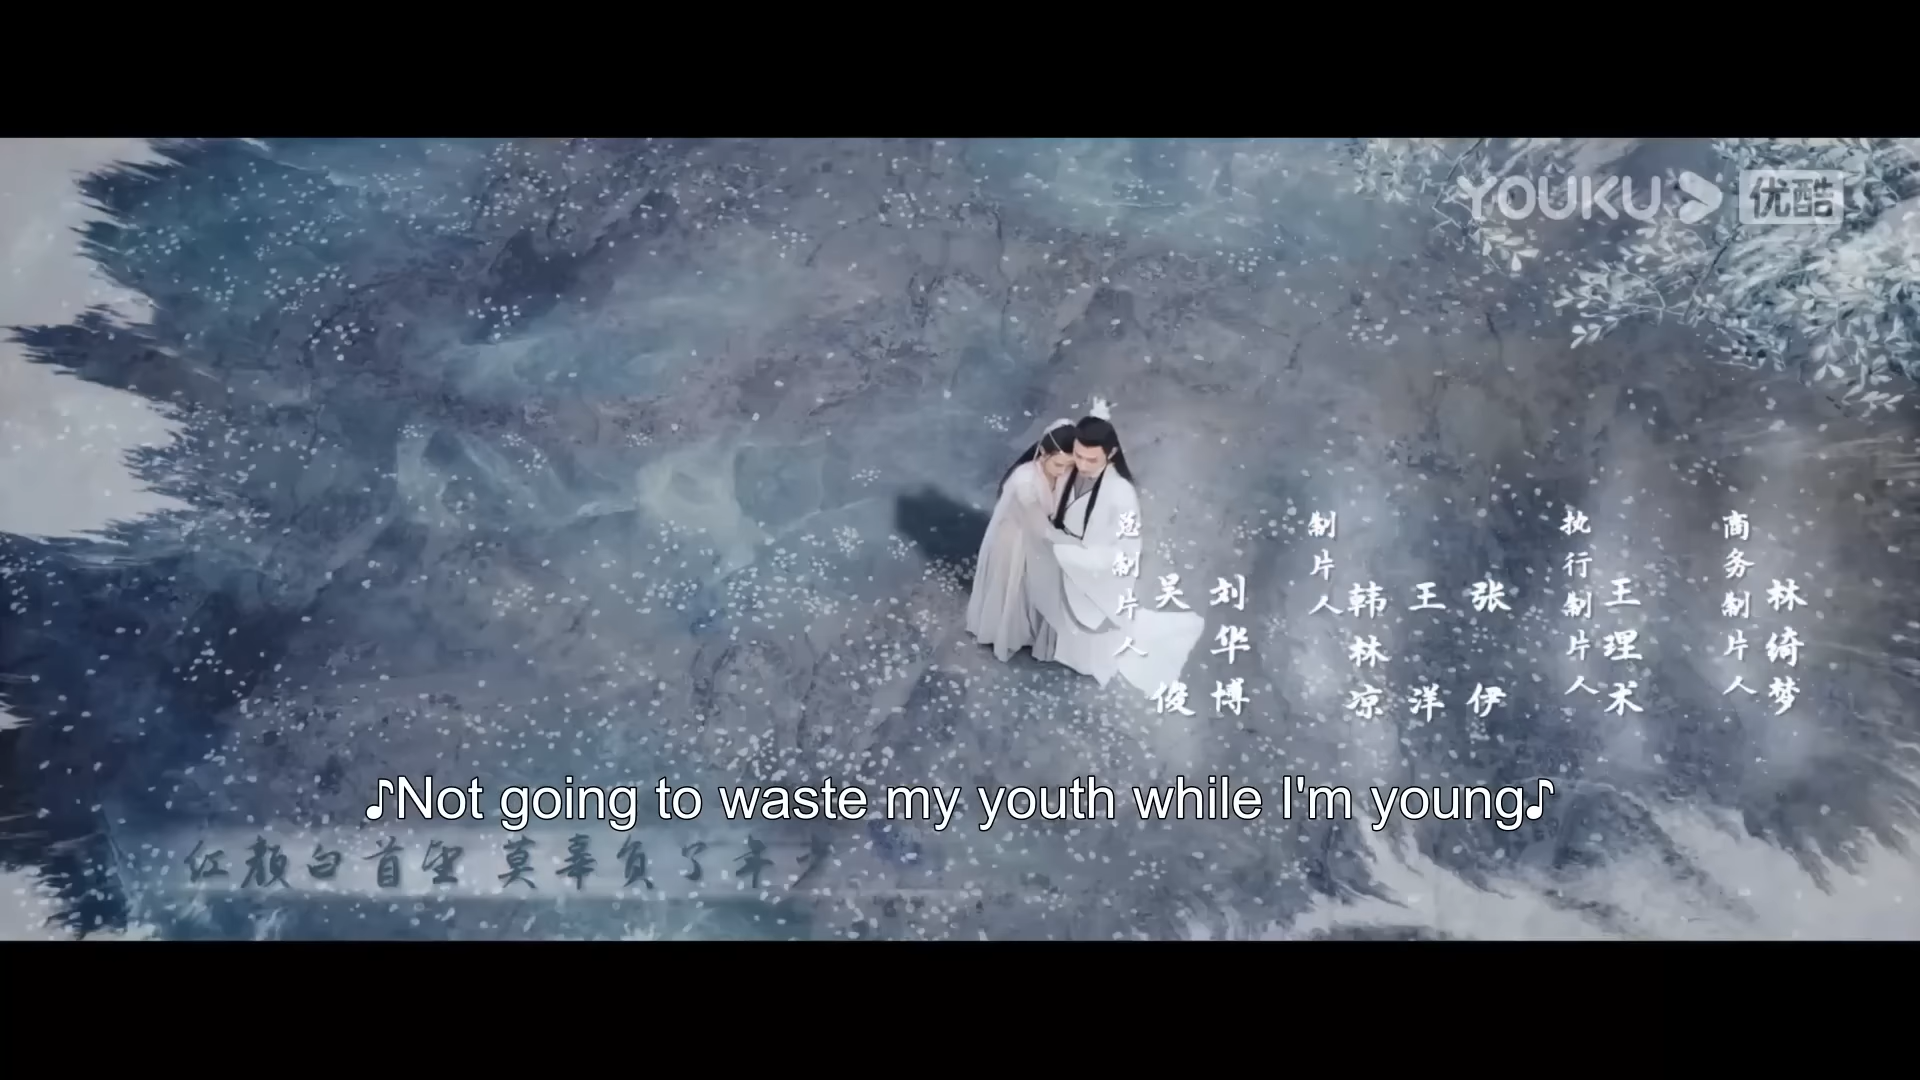 YOUKU 优酷
总制片人
吴俊
刘华博
制片人
韩林凉
王洋
张伊
执行制片人
王理术
商务制片人
林绮梦
♪Not going to waste my youth while I'm young♪
红颜白首望 莫辜负了年少